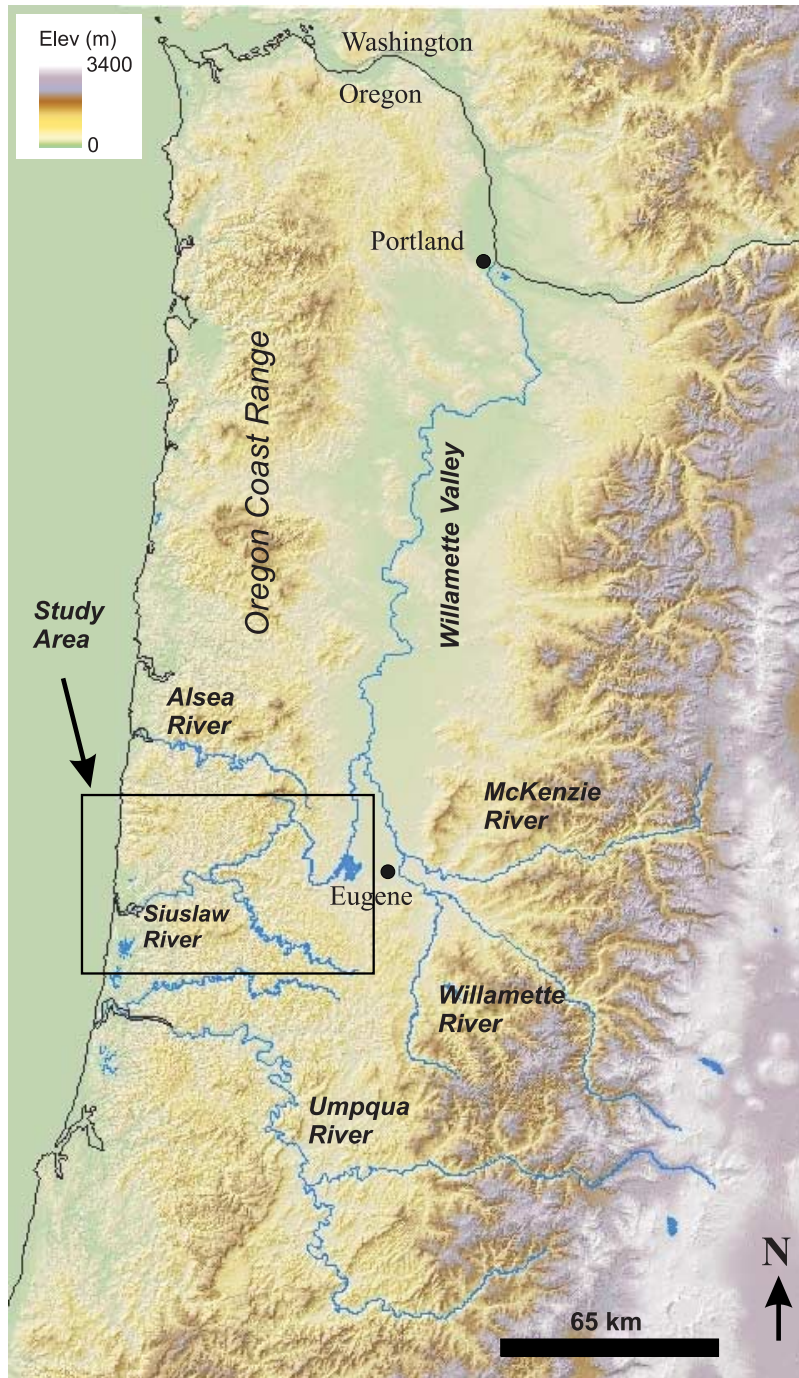 Elev (m)
3400
0
Washington
Oregon
Portland
Oregon Coast Range
Willamette Valley
Study
Area
Alsea
River
McKenzie
River
Eugene
Siuslaw
River
Willamette
River
Umpqua
River
N
65 km